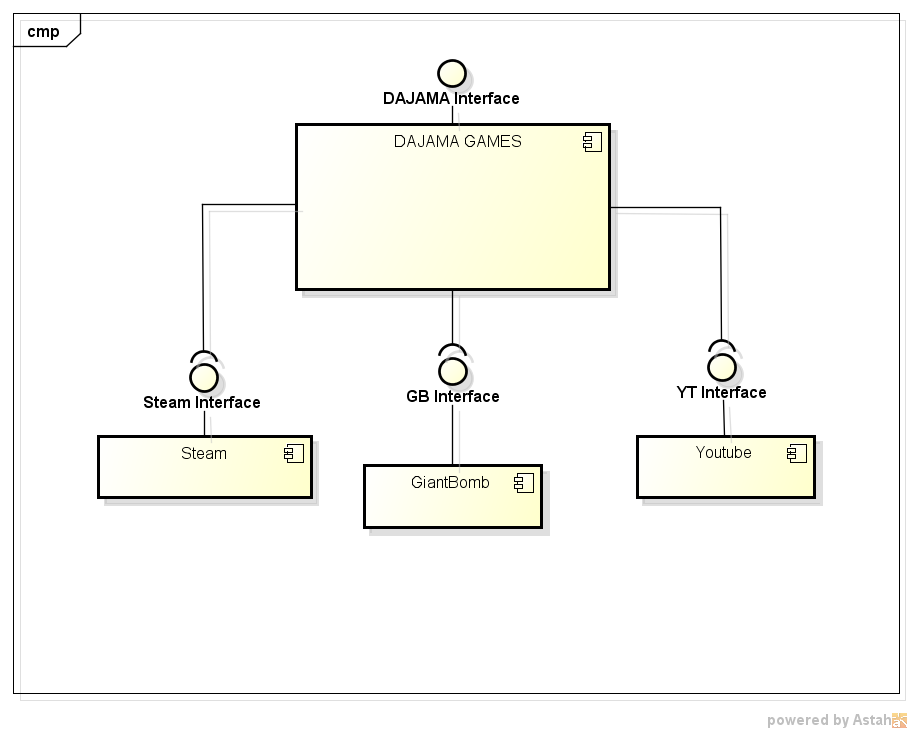 cmp
DAJAMA Interface
DAJAMA GAMES
Steam Interface
GB Interface
YT Interface
Steam
GiantBomb
Youtube
powered by Astah